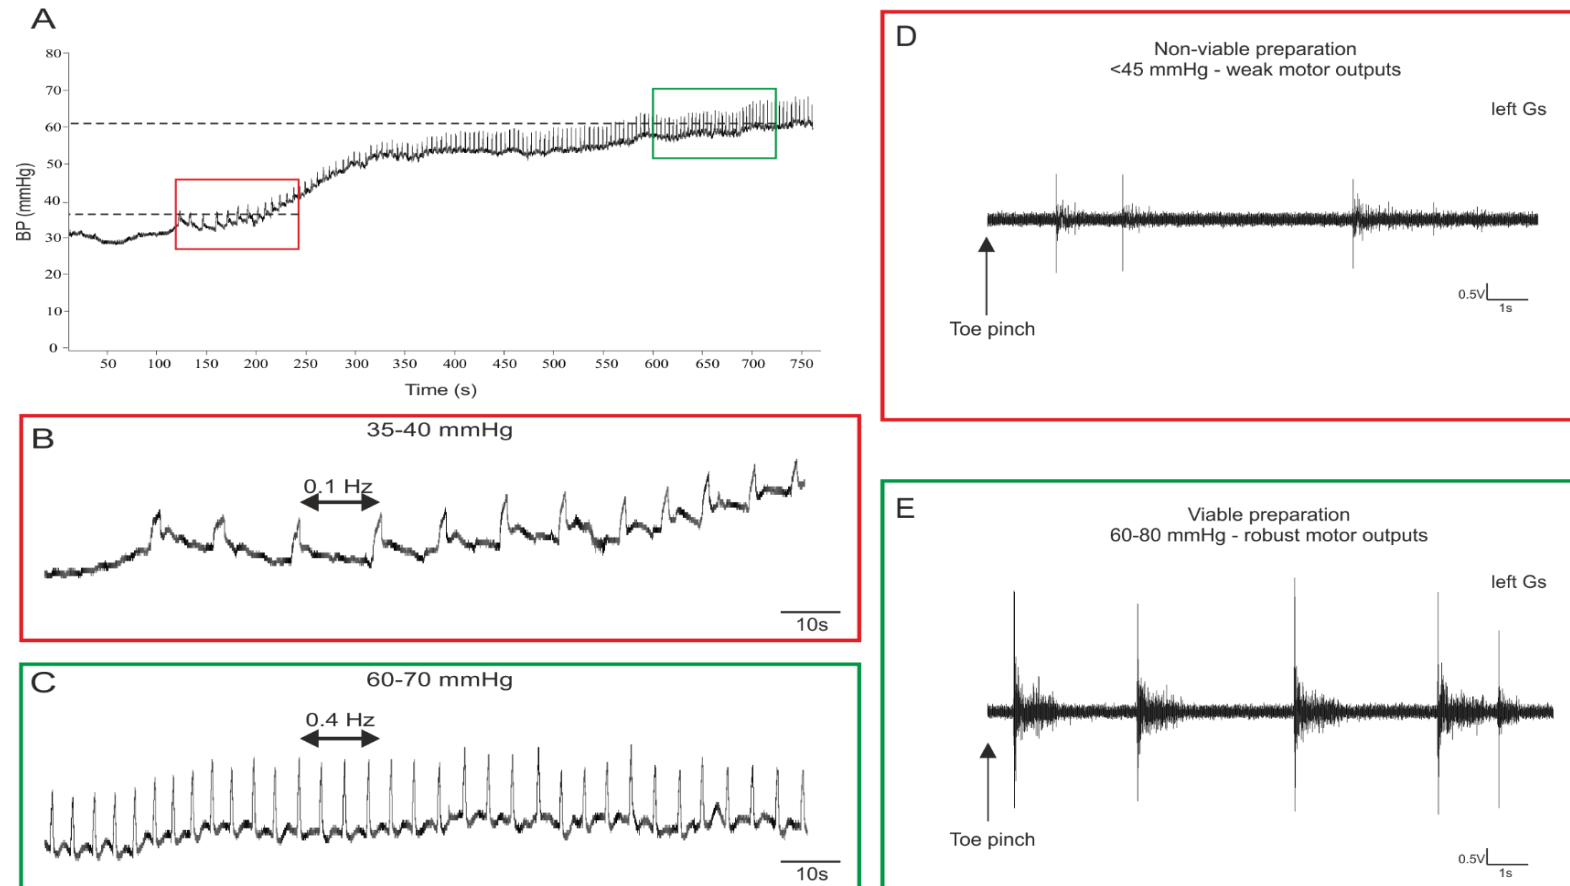 A
80
70
60
50
40
30
20
10
0
BP (mmHg)
50 100 150 200 250 300 350 400 450 500 550 600 650 700 750
Time (s)
B
35-40 mmHg
0.1 Hz
10s
C
60-70 mmHg
0.4 Hz
10s
D
Non-viable preparation
<45 mmHg - weak motor outputs
left Gs
Toe pinch
0.5V
1s
E
Viable preparation
60-80 mmHg - robust motor outputs
left Gs
Toe pinch
0.5V
1s